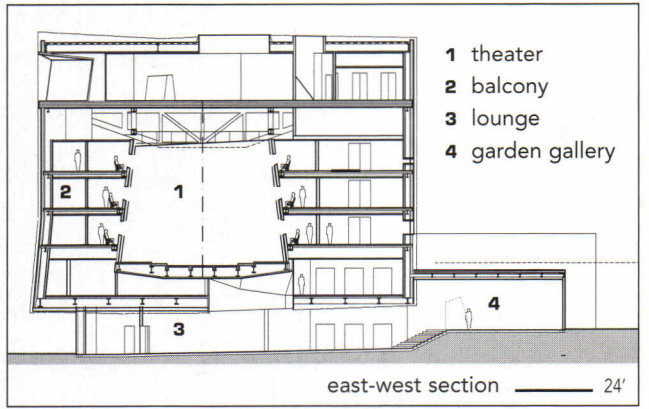 1 theater
2 balcony
3 lounge
4 garden gallery
2
1
4
3
east-west section 24'